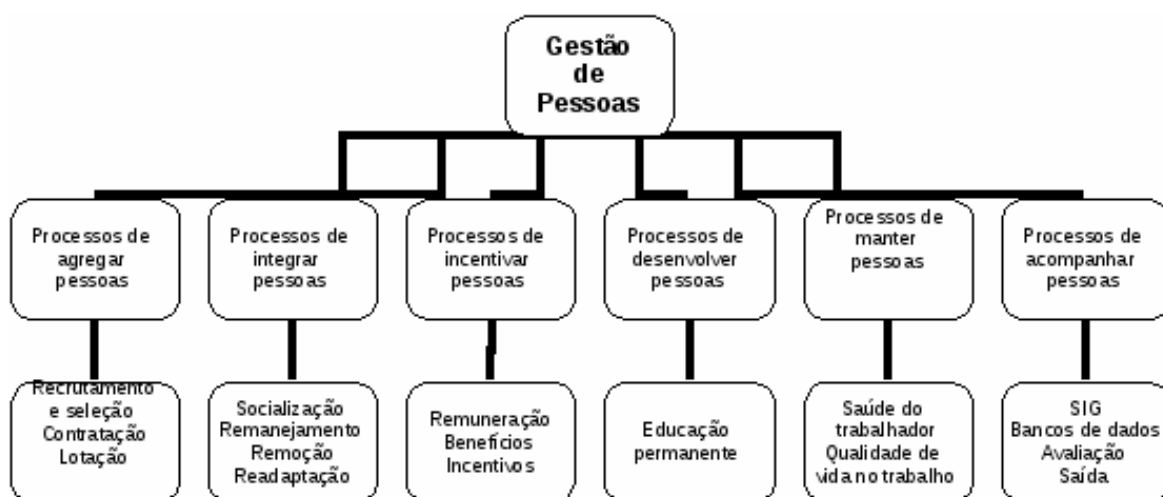 Gestão
de
Pessoas
Processos de
agregar
pessoas
Processos de
integrar
pessoas
Processos de
incentivar
pessoas
Processos de
desenvolver
pessoas
Processos de
manter
pessoas
Processos de
acompanhar
pessoas
Recrutamento
e seleção
Contratação
Lotação
Socialização
Remanejamento
Remoção
Readaptação
Remuneração
Benefícios
Incentivos
Educação
permanente
Saúde do
trabalhador
Qualidade de
vida no trabalho
SIG
Bancos de dados
Avaliação
Saída